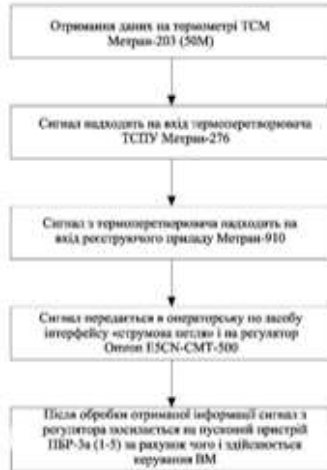 Отримання даних на термометрі ТСМ
Метран-203 (50М)
Сигнал надходить на вхід термоперетворювача
ТСПУ Метран-276
Сигнал з термоперетворювача надходить на
вхід реєструючого приладу Метран-910
Сигнал передається в операторську по засобу
інтерфейсу «струмова петля» і на регулятор
Omron E5CN-CMT-500
Після обробки отриманої інформації сигнал з
регулятора посилається на пусковий пристрій
ПБР-3а (1-5) за рахунок чого і здійснюється
керування ВМ